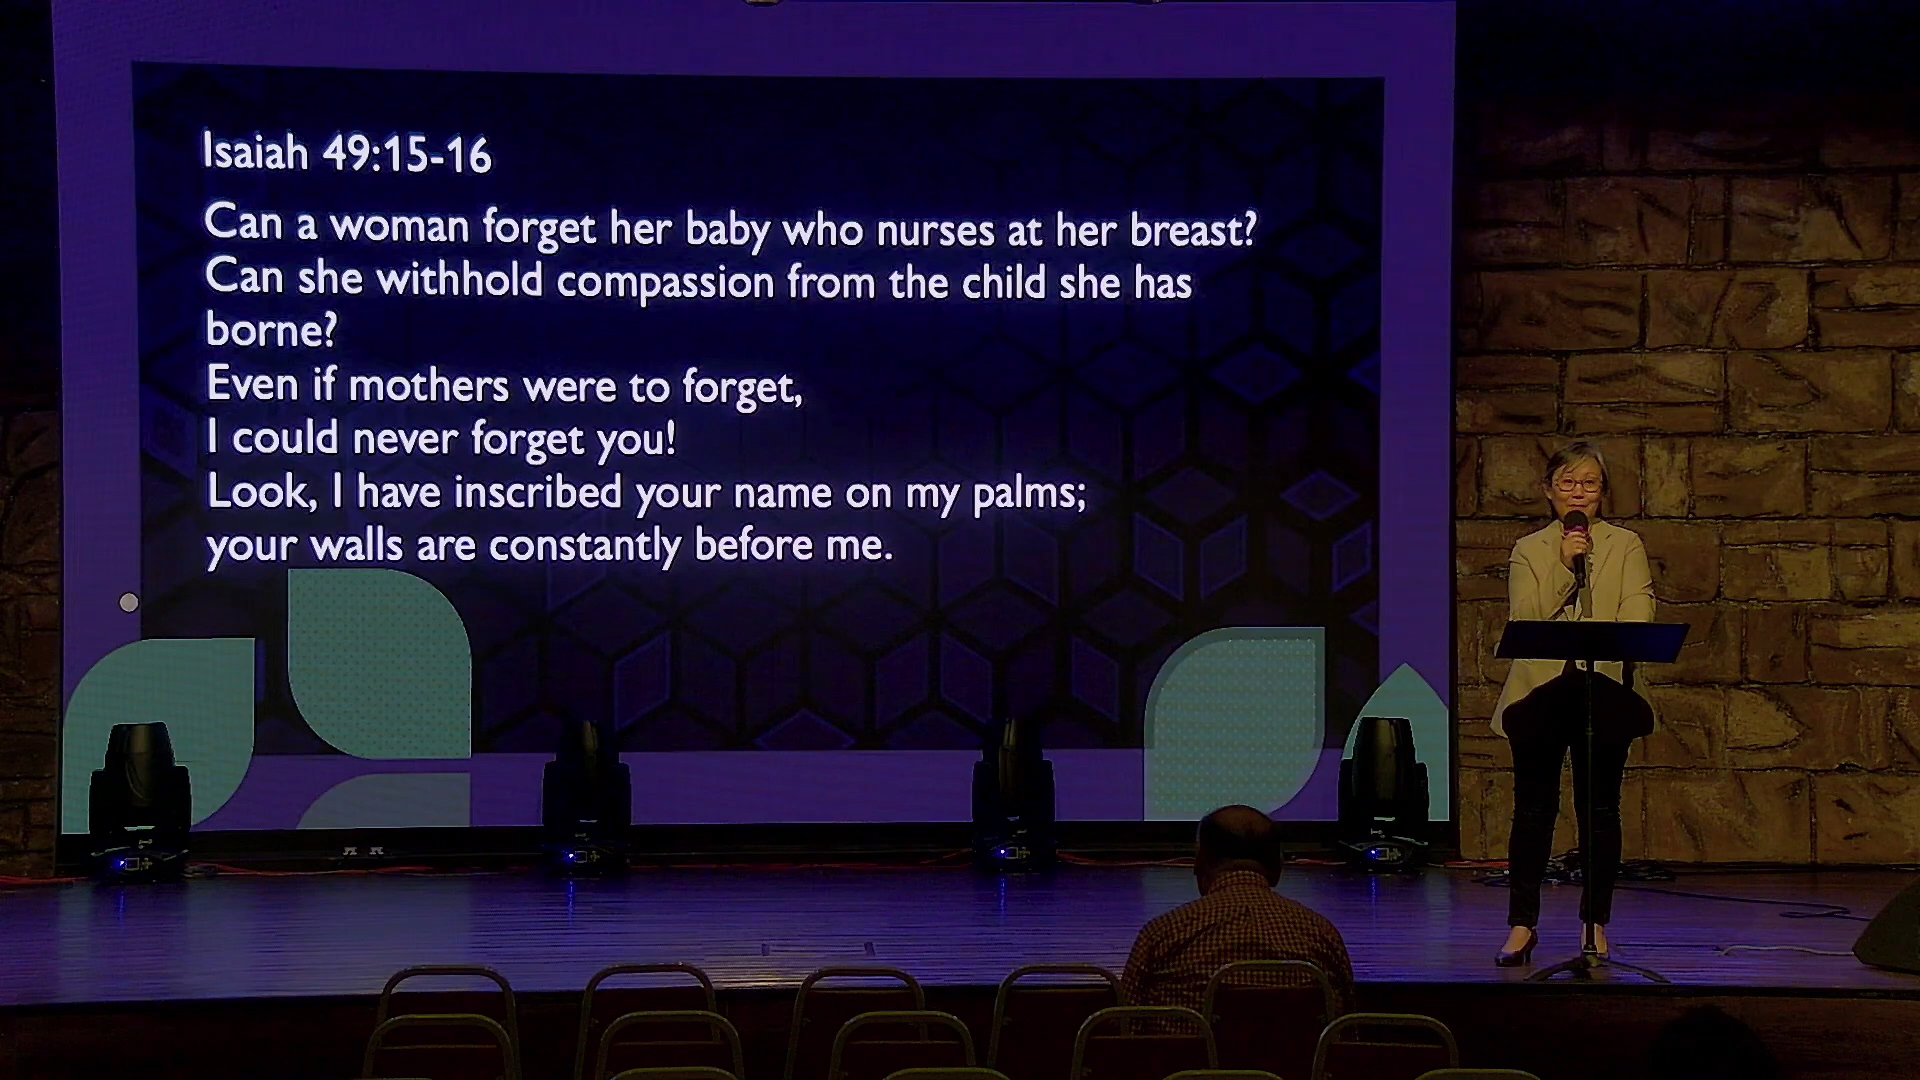 Isaiah 49:15-16
Can a woman forget her baby who nurses at her breast?
Can she withhold compassion from the child she has
borne?
Even if mothers were to forget,
I could never forget you!
Look, I have inscribed your name on my palms;
your walls are constantly before me.